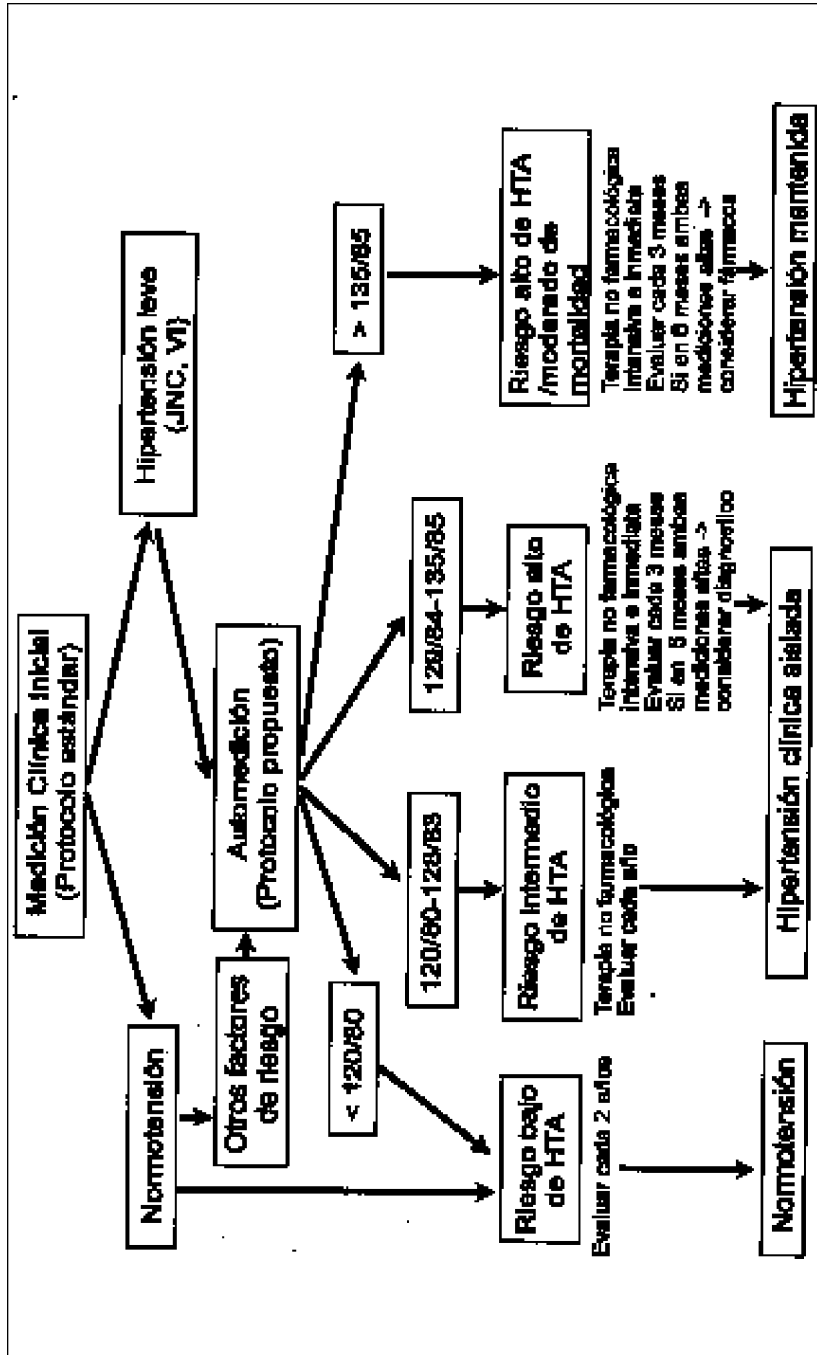 Medición Clínica Inicial
(Protocolo estándar)
Normotensión
Hipertensión leve
(JNC, VI)
Otros factores
de riesgo
Automedición
(Protocolo propuesto)
< 120/80
120/80-128/83
129/84-135/85
> 135/85
Riesgo bajo
de HTA
Evaluar cada 2 años
Riesgo Intermedio
de HTA
Terapia no farmacológica
Evaluar cada año
Riesgo alto
de HTA
Terapia no farmacológica
intensiva e inmediata
Evaluar cada 3 meses
Si en 6 meses ambas
mediciones altas ->
considerar diagnostico
Riesgo alto de HTA
/moderado de
mortalidad
Terapia no farmacológica
intensiva e inmediata
Evaluar cada 3 meses
Si en 6 meses ambas
mediciones altas ->
considerar fármacos
Normotensión
Hipertensión clínica aislada
Hipertensión mantenida